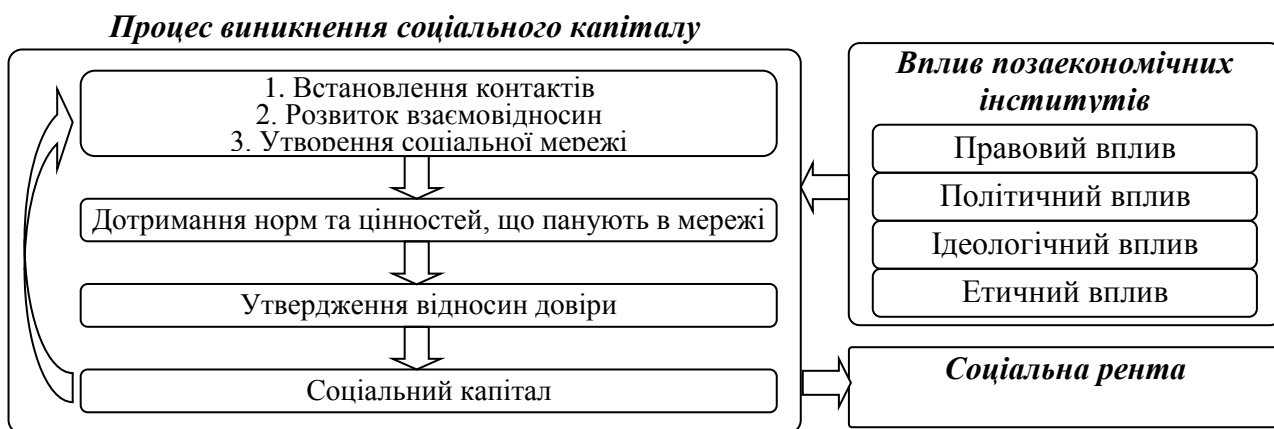 Процес виникнення соціального капіталу
1. Встановлення контактів
2. Розвиток взаємовідносин
3. Утворення соціальної мережі
Дотримання норм та цінностей, що панують в мережі
Утвердження відносин довіри
Соціальний капітал
Вплив позаекономічних
інститутів
Правовий вплив
Політичний вплив
Ідеологічний вплив
Етичний вплив
Соціальна рента